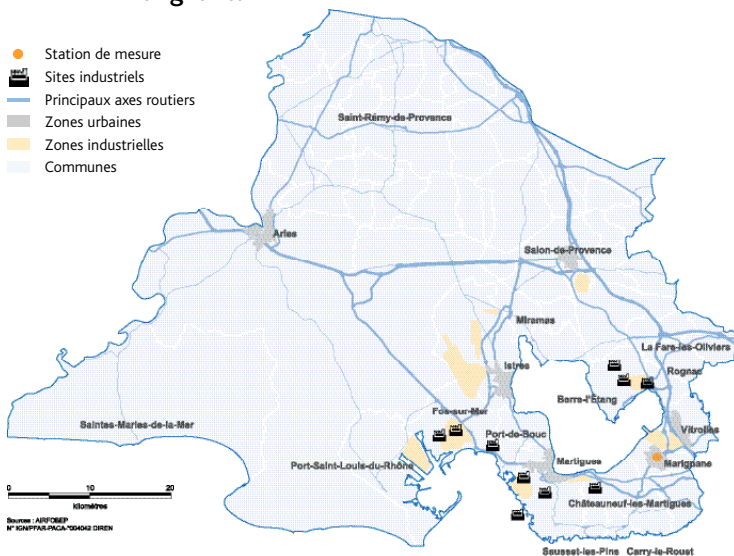 Station de mesure
Sites industriels
Principaux axes routiers
Zones urbaines
Zones industrielles
Communes
Saint-Rémy-de-Provence
Arles
Salon-de-Provence
Miramas
La Fare-les-Oliviers
Istres
Rognac
Berre-l'Étang
Fos-sur-Mer
Saintes-Maries-de-la-Mer
Port-de-Bouc
Vitrolles
Port-Saint-Louis-du-Rhône
Martigues
Marignane
Châteauneuf-les-Martigues
0 10 20
kilomètres
Sources : AIRFOBEP
Sausset-les-Pins Carry-le-Rouet